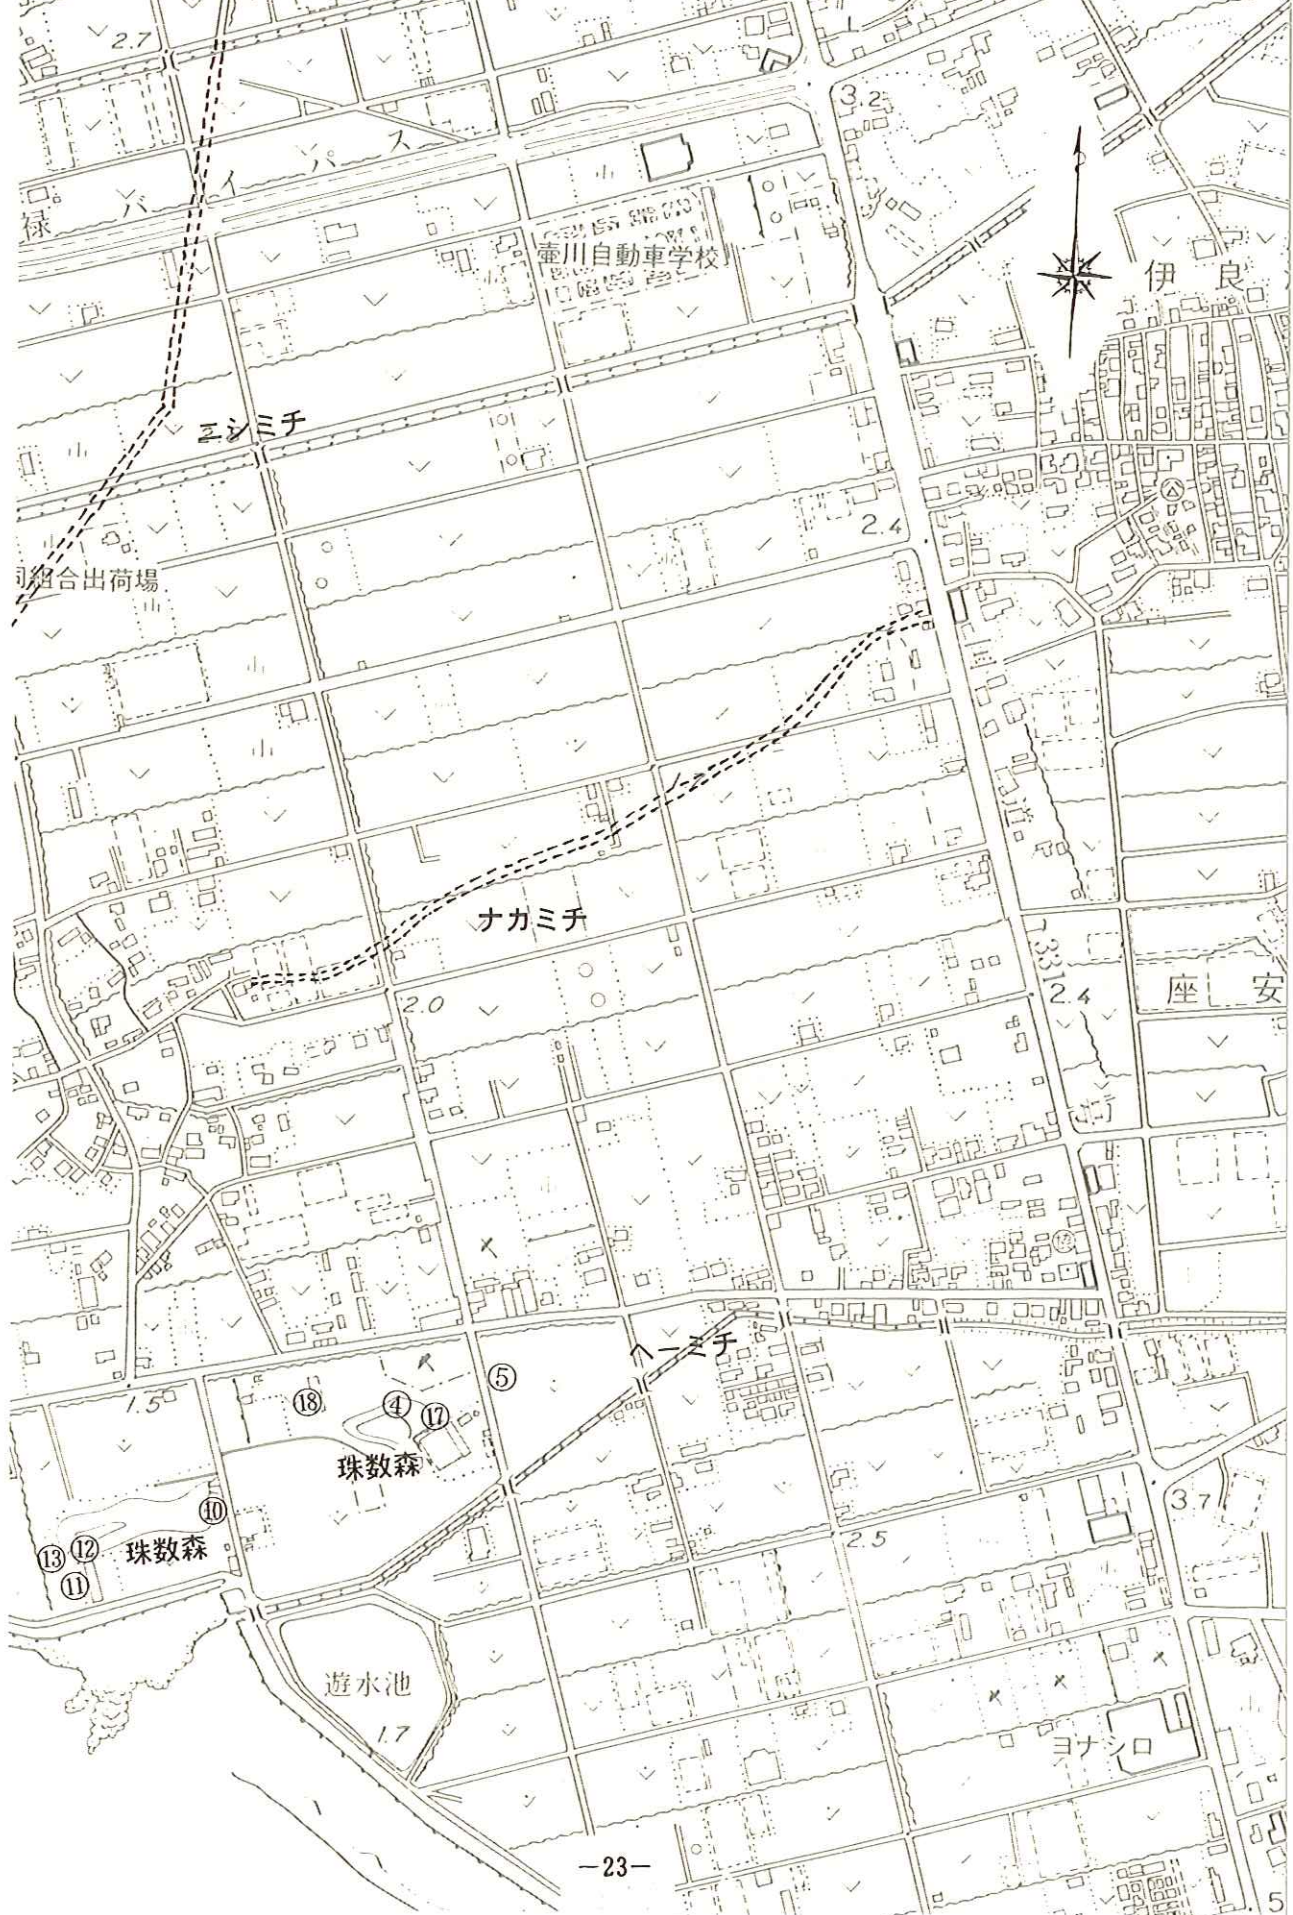 2.7
3.2
禄バイパス
壷川自動車学校
伊良
ニシミチ
2.4
同組合出荷場
ナカミチ
331
2.0
2.4
座安
ヘーミチ
⑤
1.5
⑱
④
⑰
珠数森
⑩
3.7
⑬
⑫
珠数森
2.5
⑪
遊水池
1.7
ヨナシロ
—23—
5